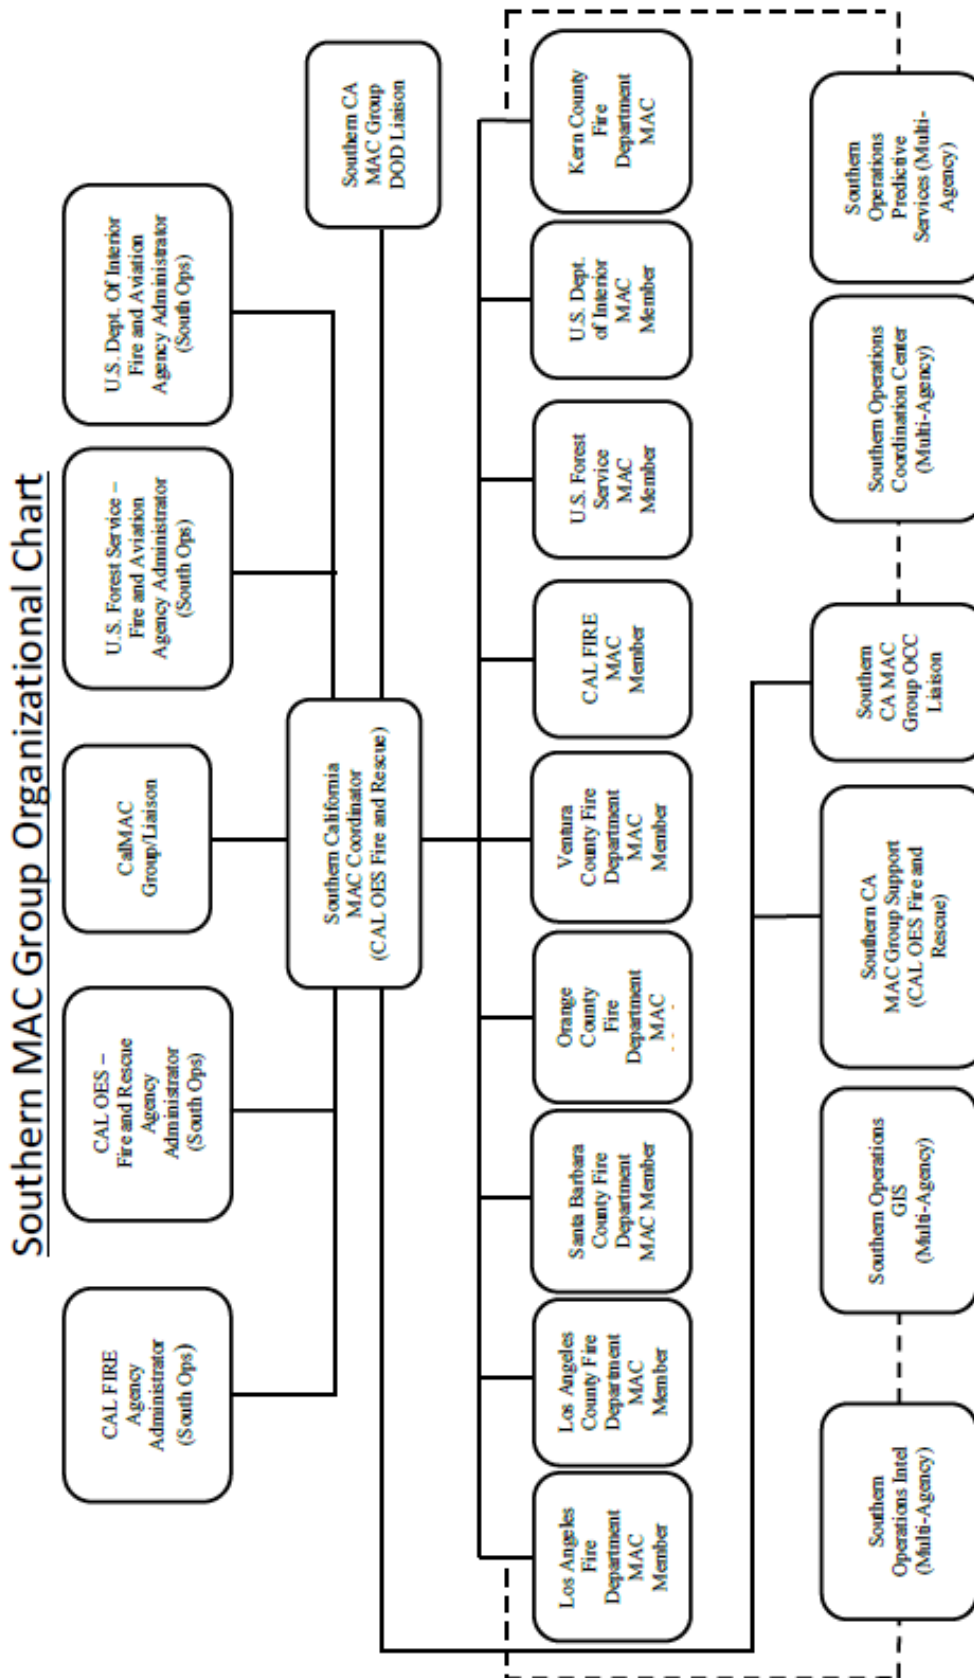 Southern MAC Group Organizational Chart
CAL FIRE
Agency
Administrator
(South Ops)
CAL OES –
Fire and Rescue
Agency
Administrator
(South Ops)
CalMAC
Group/Liaison
U.S. Forest Service –
Fire and Aviation
Agency Administrator
(South Ops)
U.S. Dept. Of Interior
Fire and Aviation
Agency Administrator
(South Ops)
Southern California
MAC Coordinator
(CAL OES Fire and Rescue)
Southern CA
MAC Group
DOD Liaison
Los Angeles
Fire
Department
MAC
Member
Los Angeles
County Fire
Department
MAC
Member
Santa Barbara
County Fire
Department
MAC Member
Orange
County
Fire
Department
MAC
Ventura
County Fire
Department
MAC
Member
CAL FIRE
MAC
Member
U.S. Forest
Service
MAC
Member
U.S. Dept.
of Interior
MAC
Member
Kern County
Fire
Department
MAC
Southern
Operations Intel
(Multi-Agency)
Southern Operations
GIS
(Multi-Agency)
Southern CA
MAC Group Support
(CAL OES Fire and
Rescue)
Southern
CA MAC
Group OCC
Liaison
Southern Operations
Coordination Center
(Multi-Agency)
Southern
Operations
Predictive
Services (Multi-
Agency)